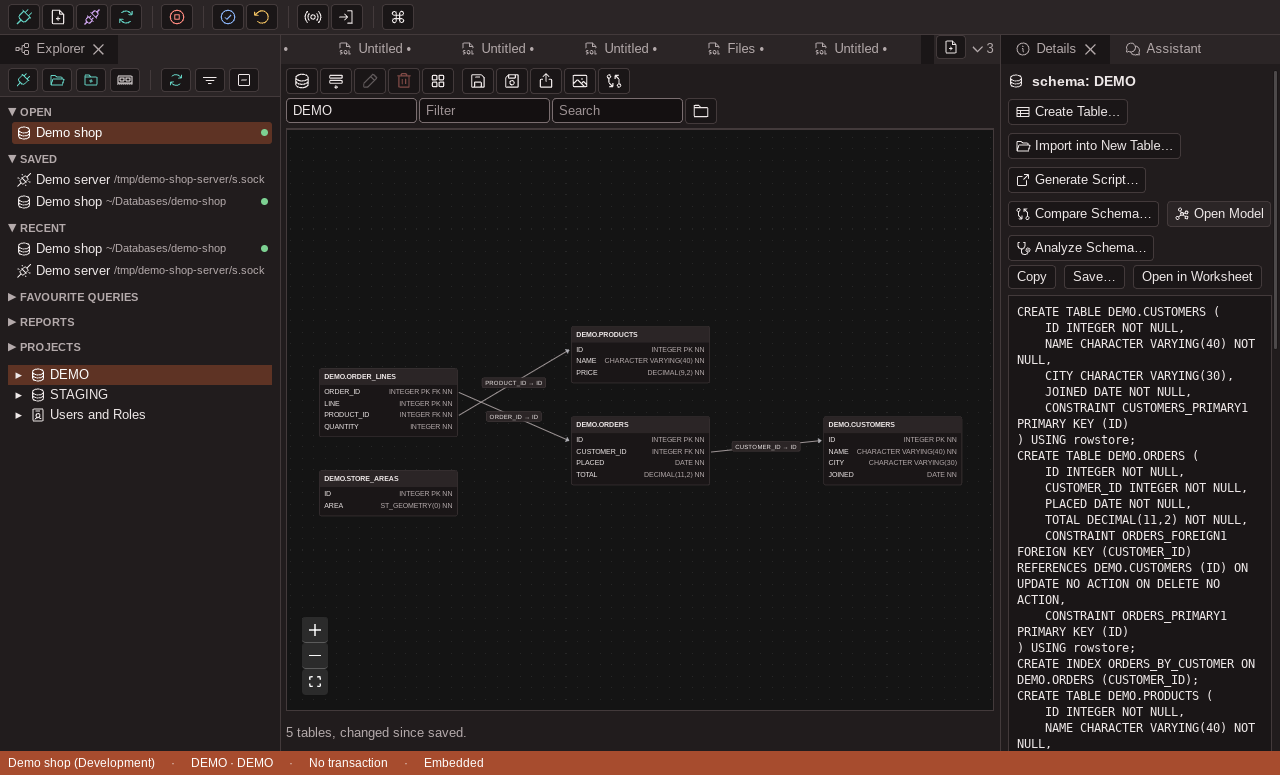 Explorer
• Untitled • Untitled • Untitled • Files • Untitled • 3
Details
Assistant
OPEN
Demo shop
SAVED
Demo server /tmp/demo-shop-server/s.sock
Demo shop ~/Databases/demo-shop
RECENT
Demo shop ~/Databases/demo-shop
Demo server /tmp/demo-shop-server/s.sock
FAVOURITE QUERIES
REPORTS
PROJECTS
DEMO
STAGING
Users and Roles
DEMO
Filter
Search
DEMO.PRODUCTS
ID INTEGER PK NN
NAME CHARACTER VARYING(40) NN
PRICE DECIMAL(9,2) NN
DEMO.ORDER_LINES
ORDER_ID INTEGER PK FK NN
LINE INTEGER PK NN
PRODUCT_ID INTEGER FK NN
QUANTITY INTEGER NN
PRODUCT_ID → ID
ORDER_ID → ID
DEMO.ORDERS
ID INTEGER PK NN
CUSTOMER_ID INTEGER FK NN
PLACED DATE NN
TOTAL DECIMAL(11,2) NN
CUSTOMER_ID → ID
DEMO.CUSTOMERS
ID INTEGER PK NN
NAME CHARACTER VARYING(40) NN
CITY CHARACTER VARYING(30)
JOINED DATE NN
DEMO.STORE_AREAS
ID INTEGER PK NN
AREA ST_GEOMETRY(0) NN
5 tables, changed since saved.
schema: DEMO
Create Table…
Import into New Table…
Generate Script…
Compare Schema… Open Model
Analyze Schema…
Copy Save… Open in Worksheet
CREATE TABLE DEMO.CUSTOMERS (
ID INTEGER NOT NULL,
NAME CHARACTER VARYING(40) NOT
NULL,
CITY CHARACTER VARYING(30),
JOINED DATE NOT NULL,
CONSTRAINT CUSTOMERS_PRIMARY1
PRIMARY KEY (ID)
) USING rowstore;
CREATE TABLE DEMO.ORDERS (
ID INTEGER NOT NULL,
CUSTOMER_ID INTEGER NOT NULL,
PLACED DATE NOT NULL,
TOTAL DECIMAL(11,2) NOT NULL,
CONSTRAINT ORDERS_FOREIGN1
FOREIGN KEY (CUSTOMER_ID)
REFERENCES DEMO.CUSTOMERS (ID) ON
UPDATE NO ACTION ON DELETE NO
ACTION,
CONSTRAINT ORDERS_PRIMARY1
PRIMARY KEY (ID)
) USING rowstore;
CREATE INDEX ORDERS_BY_CUSTOMER ON
DEMO.ORDERS (CUSTOMER_ID);
CREATE TABLE DEMO.PRODUCTS (
ID INTEGER NOT NULL,
NAME CHARACTER VARYING(40) NOT
NULL,
Demo shop (Development) · DEMO · DEMO · No transaction · Embedded